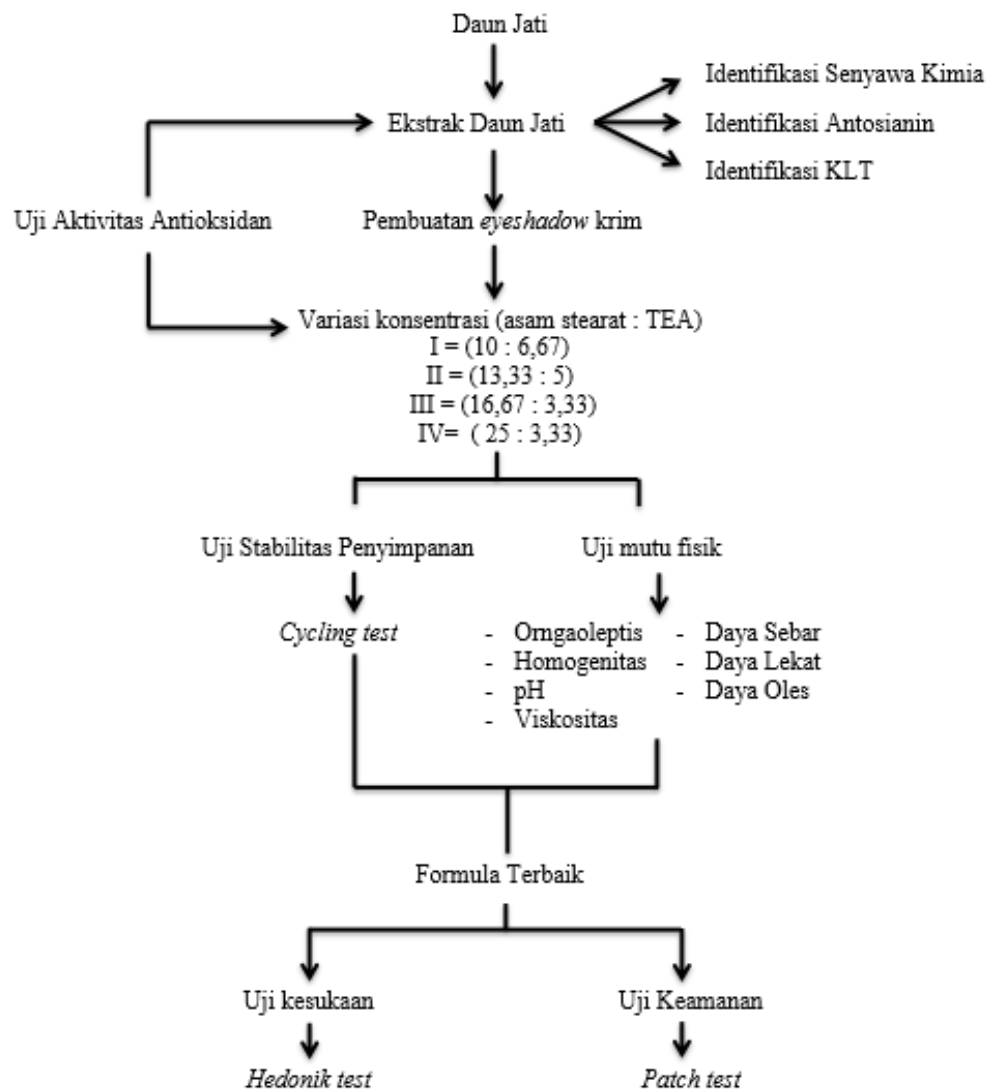 Daun Jati
Identifikasi Senyawa Kimia
Ekstrak Daun Jati
Identifikasi Antosianin
Identifikasi KLT
Uji Aktivitas Antioksidan
Pembuatan eyeshadow krim
Variasi konsentrasi (asam stearat : TEA)
I = (10 : 6,67)
II = (13,33 : 5)
III = (16,67 : 3,33)
IV= ( 25 : 3,33)
Uji Stabilitas Penyimpanan
Uji mutu fisik
Cycling test
- Orngaoleptis
- Homogenitas
- pH
- Viskositas
- Daya Sebar
- Daya Lekat
- Daya Oles
Formula Terbaik
Uji kesukaan
Uji Keamanan
Hedonik test
Patch test